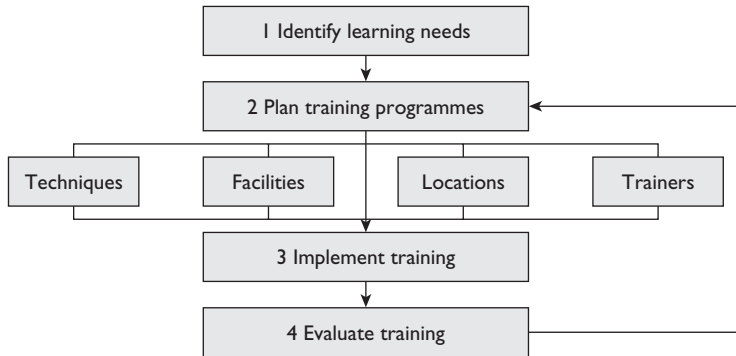 1 Identify learning needs
2 Plan training programmes
Techniques
Facilities
Locations
Trainers
3 Implement training
4 Evaluate training